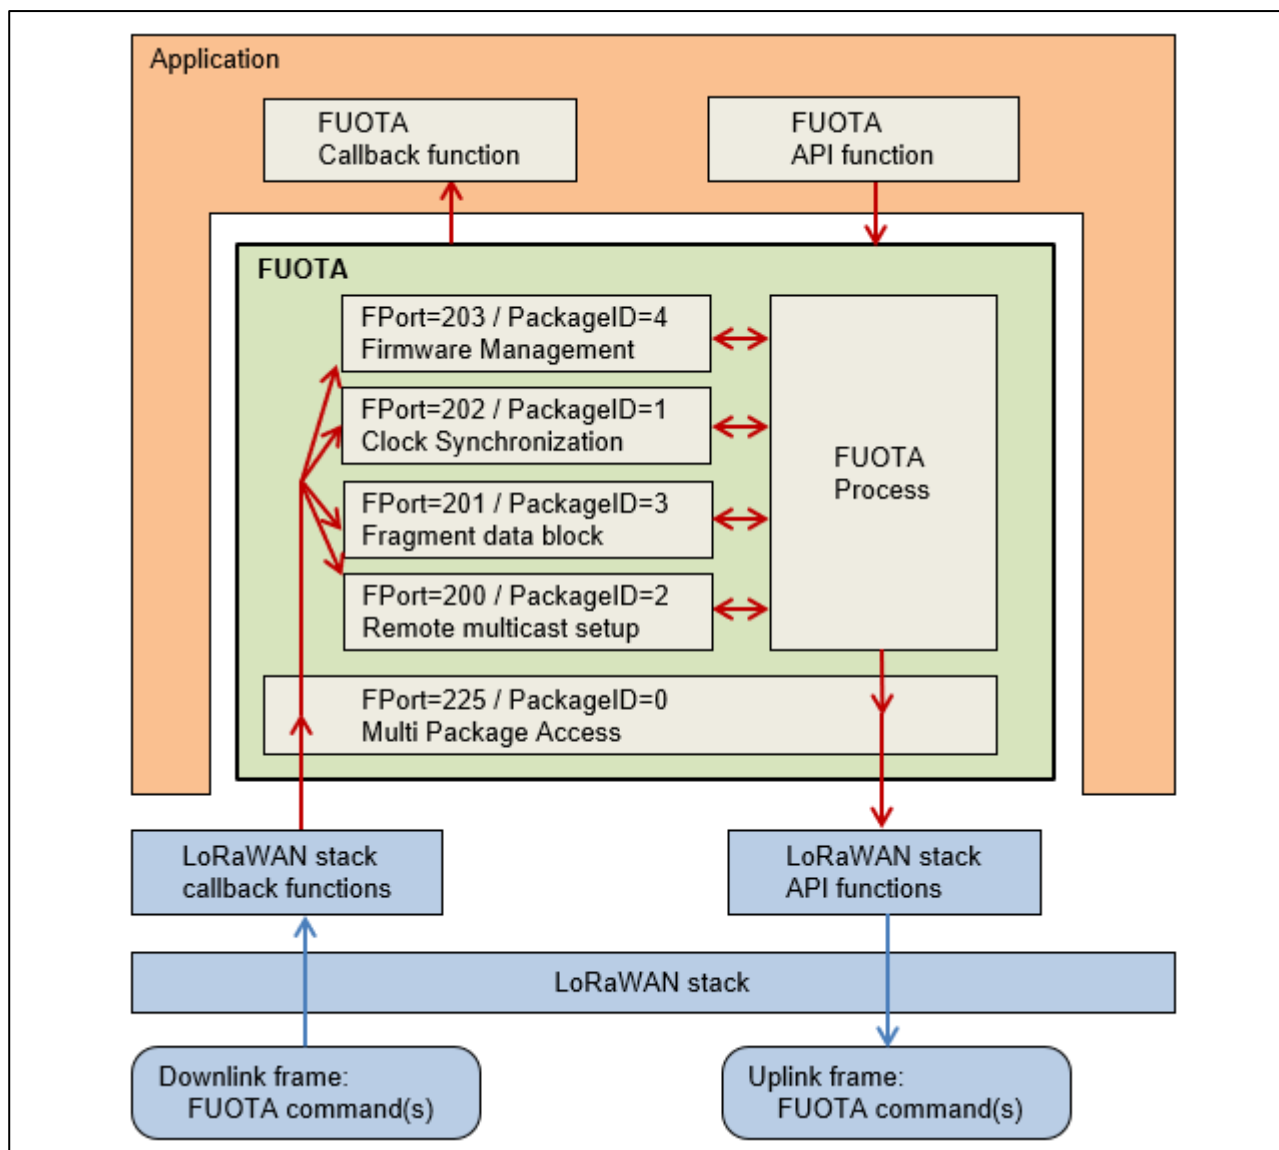 Application
FUOTA
Callback function
FUOTA
API function
FUOTA
FPort=203 / PackageID=4
Firmware Management
FPort=202 / PackageID=1
Clock Synchronization
FPort=201 / PackageID=3
Fragment data block
FPort=200 / PackageID=2
Remote multicast setup
FUOTA
Process
FPort=225 / PackageID=0
Multi Package Access
LoRaWAN stack
callback functions
LoRaWAN stack
API functions
LoRaWAN stack
Downlink frame:
FUOTA command(s)
Uplink frame:
FUOTA command(s)